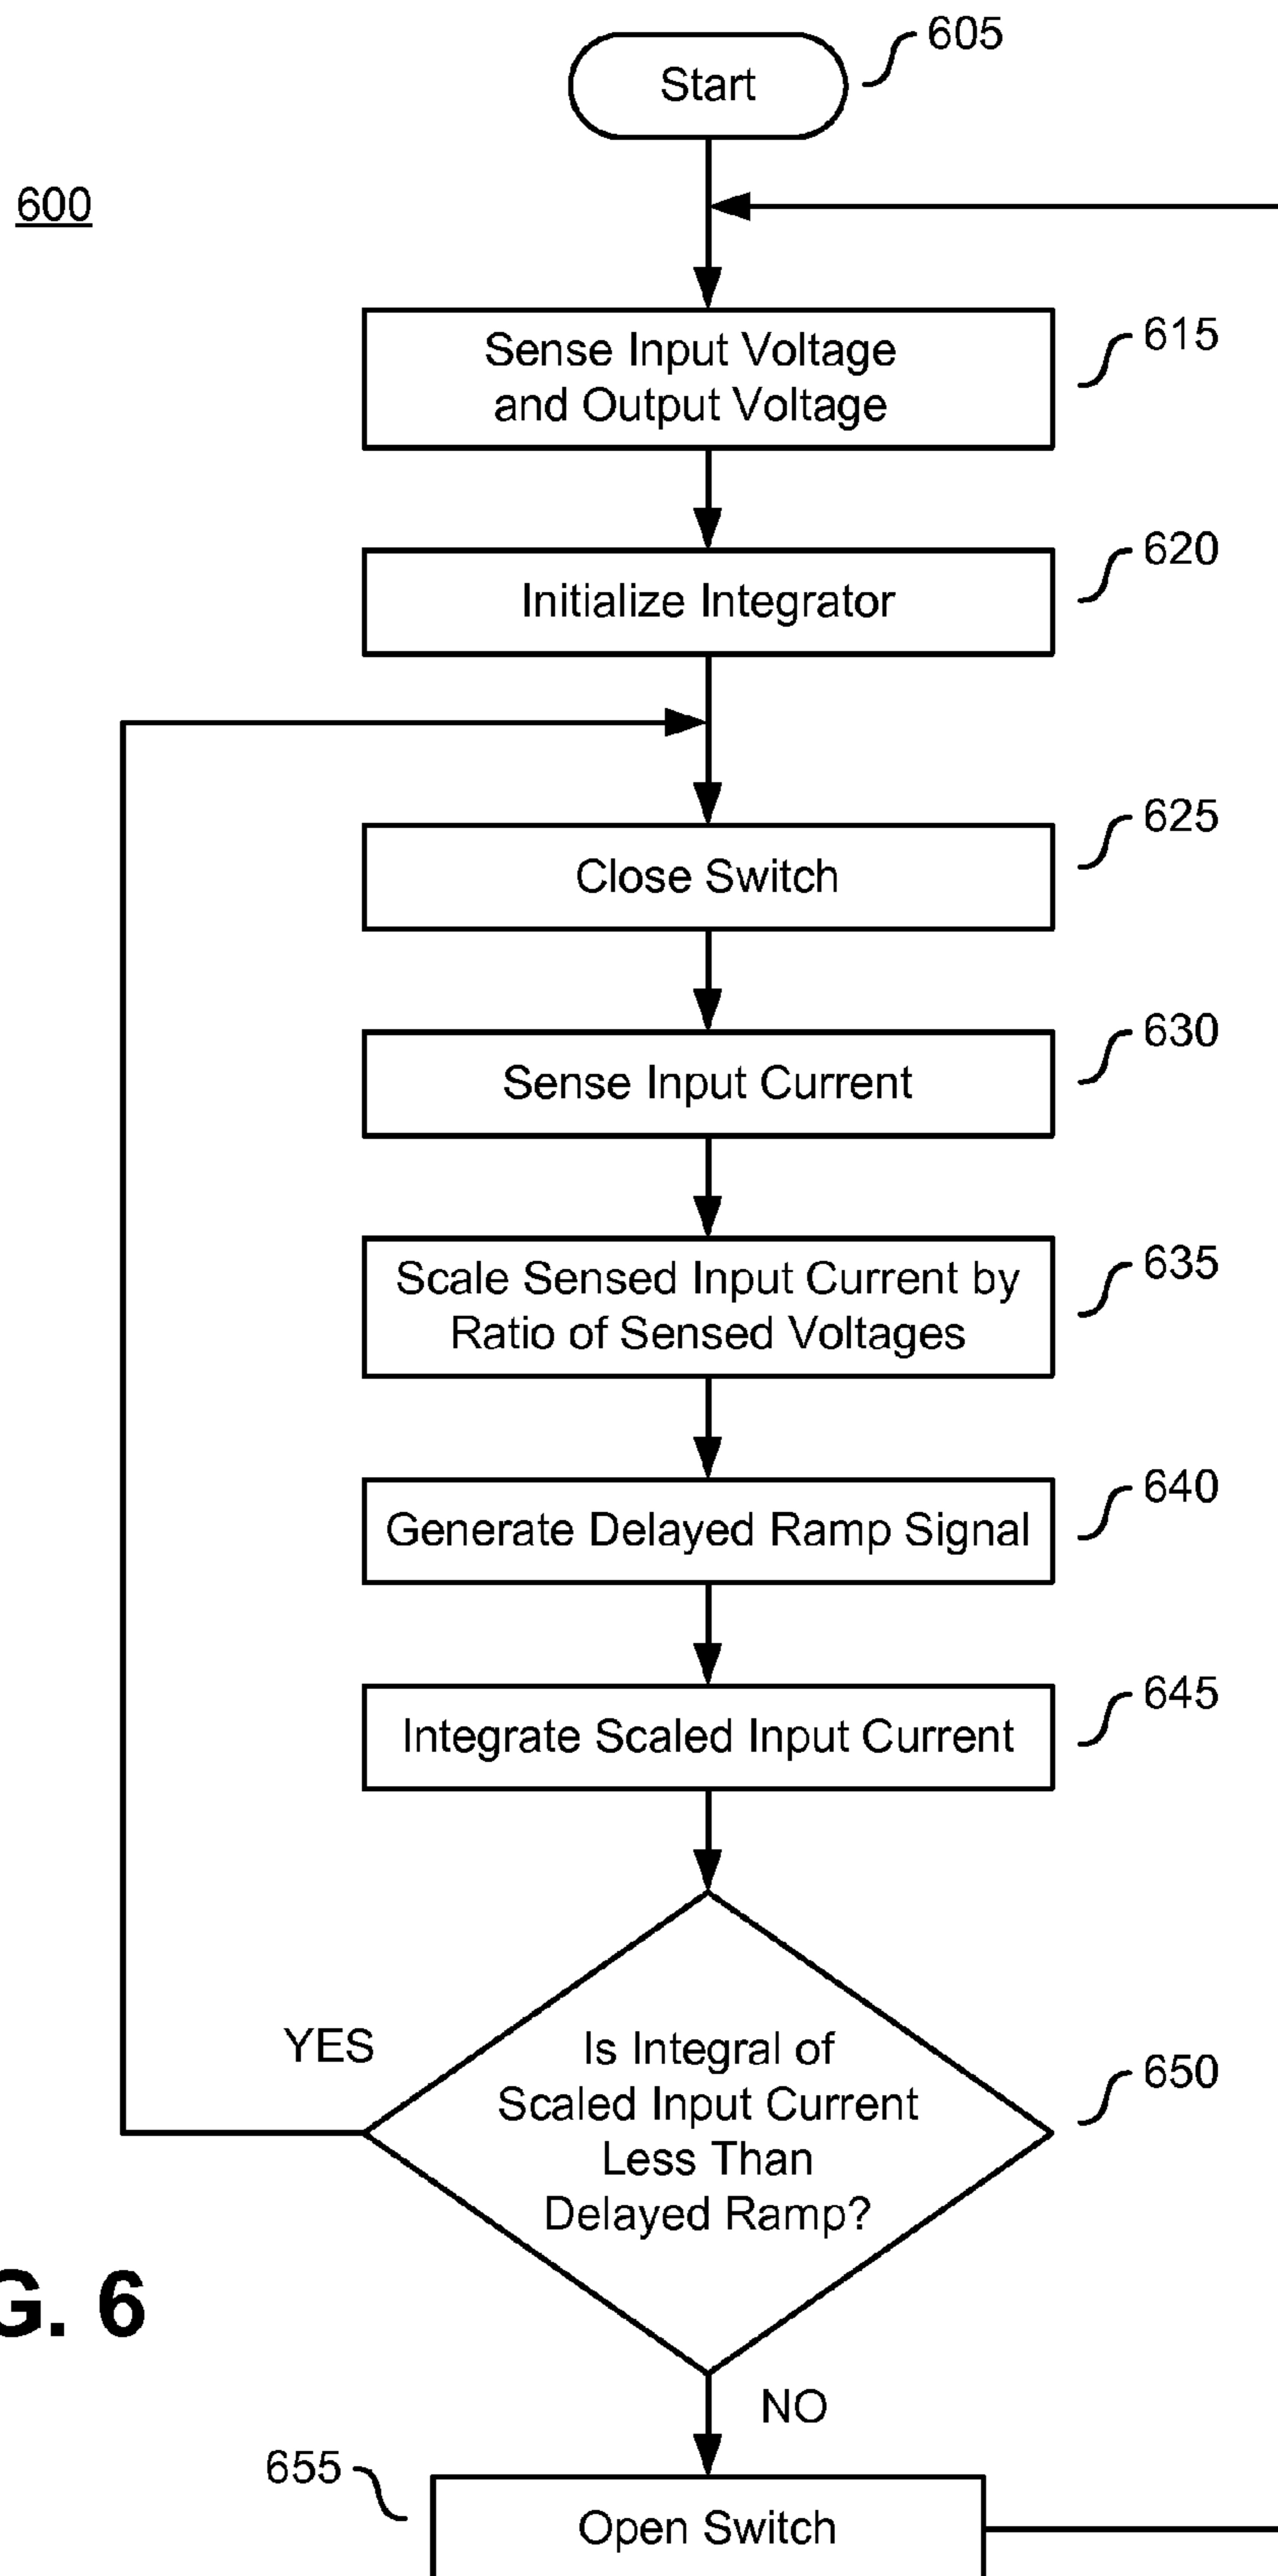 605
Start
600
Sense Input Voltage
and Output Voltage
615
Initialize Integrator
620
Close Switch
625
Sense Input Current
630
Scale Sensed Input Current by
Ratio of Sensed Voltages
635
Generate Delayed Ramp Signal
640
Integrate Scaled Input Current
645
YES
Is Integral of
Scaled Input Current
Less Than
Delayed Ramp?
650
G. 6
NO
655
Open Switch